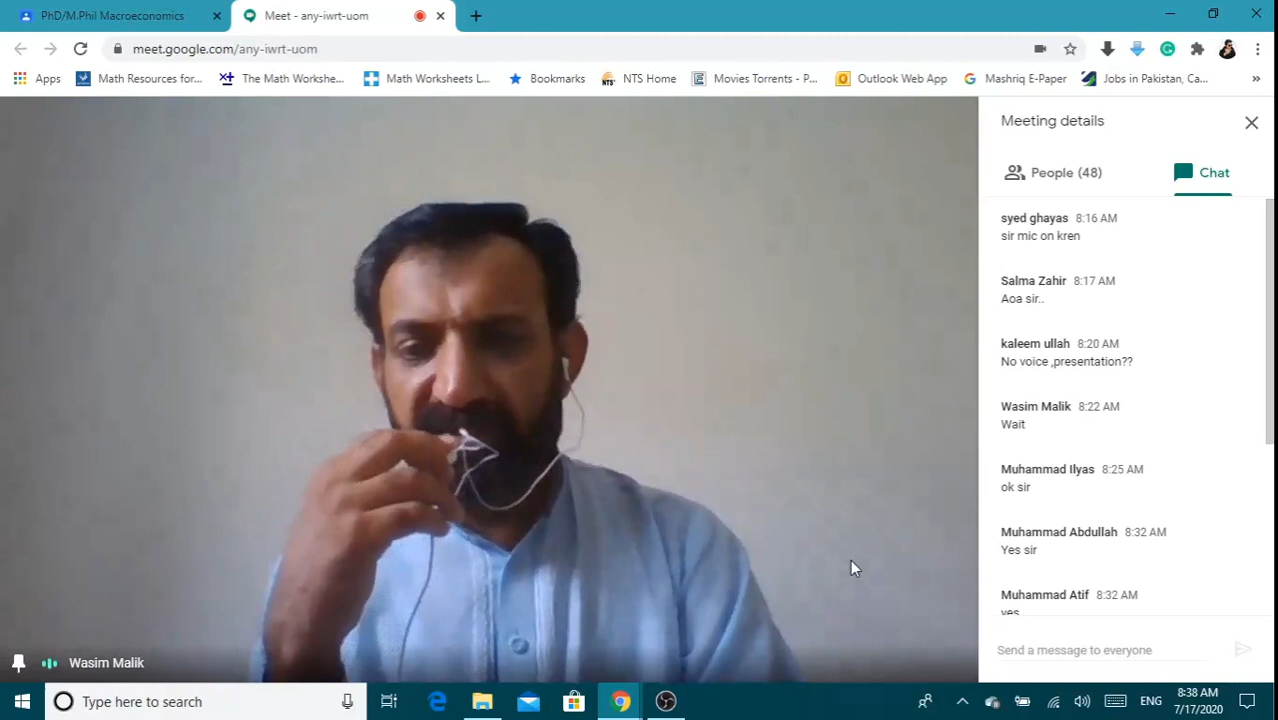 PhD/M.Phil Macroeconomics
Meet - any-iwrt-uom
meet.google.com/any-iwrt-uom
Apps
Math Resources for...
The Math Workshe...
Math Worksheets L...
Bookmarks
NTS Home
Movies Torrents - P...
Outlook Web App
Mashriq E-Paper
Jobs in Pakistan, Ca...
Meeting details
People (48)
Chat
syed ghayas 8:16 AM
sir mic on kren
Salma Zahir 8:17 AM
Aoa sir..
kaleem ullah 8:20 AM
No voice ,presentation??
Wasim Malik 8:22 AM
Wait
Muhammad Ilyas 8:25 AM
ok sir
Muhammad Abdullah 8:32 AM
Yes sir
Muhammad Atif 8:32 AM
yes
Send a message to everyone
Wasim Malik
Type here to search
ENG
8:38 AM
7/17/2020